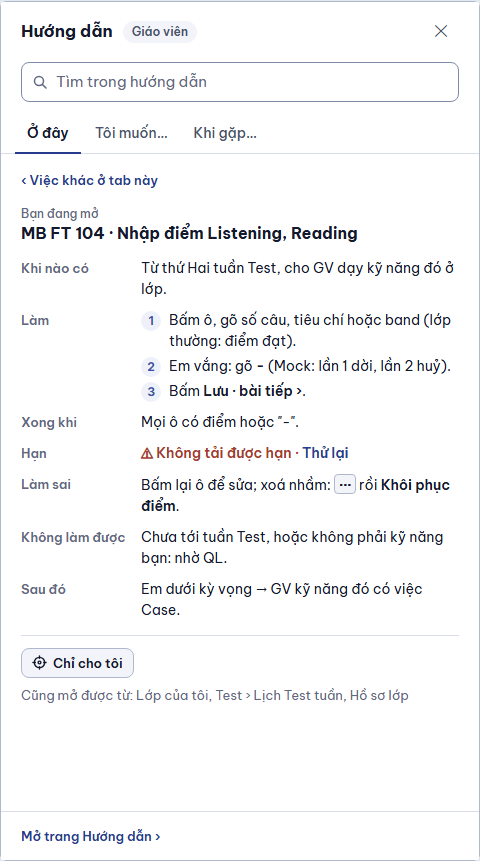 Hướng dẫn Giáo viên
Tìm trong hướng dẫn
Ở đây Tôi muốn... Khi gặp...
‹ Việc khác ở tab này
Bạn đang mở
MB FT 104 · Nhập điểm Listening, Reading
Khi nào có Từ thứ Hai tuần Test, cho GV dạy kỹ năng đó ở
lớp.
Làm 1 Bấm ô, gõ số câu, tiêu chí hoặc band (lớp
thường: điểm đạt).
2 Em vắng: gõ - (Mock: lần 1 dời, lần 2 huỷ).
3 Bấm Lưu · bài tiếp ›.
Xong khi Mọi ô có điểm hoặc "-".
Hạn ⚠ Không tải được hạn · Thử lại
Làm sai Bấm lại ô để sửa; xoá nhầm: ... rồi Khôi phục
điểm.
Không làm được Chưa tới tuần Test, hoặc không phải kỹ năng
bạn: nhờ QL.
Sau đó Em dưới kỳ vọng → GV kỹ năng đó có việc
Case.
Chỉ cho tôi
Cũng mở được từ: Lớp của tôi, Test › Lịch Test tuần, Hồ sơ lớp
Mở trang Hướng dẫn ›